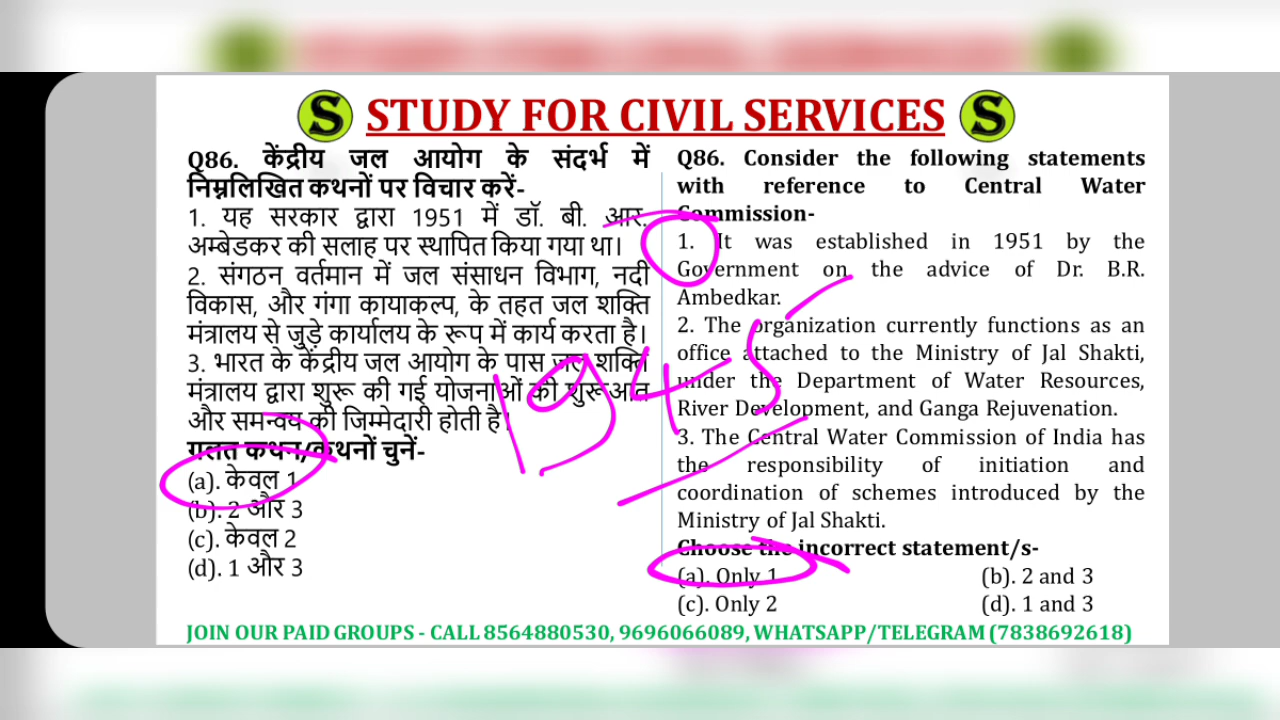 S STUDY FOR CIVIL SERVICES S
Q86. केंद्रीय जल आयोग के संदर्भ में
निम्नलिखित कथनों पर विचार करें-
1. यह सरकार द्वारा 1951 में डॉ. बी. आर.
अम्बेडकर की सलाह पर स्थापित किया गया था।
2. संगठन वर्तमान में जल संसाधन विभाग, नदी
विकास, और गंगा कायाकल्प, के तहत जल शक्ति
मंत्रालय से जुड़े कार्यालय के रूप में कार्य करता है।
3. भारत के केंद्रीय जल आयोग के पास जल शक्ति
मंत्रालय द्वारा शुरू की गई योजनाओं की शुरूआत
और समन्वय की जिम्मेदारी होती है।
गलत कथन/कथनों चुनें-
(a). केवल 1
(b). 2 और 3
(c). केवल 2
(d). 1 और 3
Q86. Consider the following statements
with reference to Central Water
Commission-
1. It was established in 1951 by the
Government on the advice of Dr. B.R.
Ambedkar.
2. The organization currently functions as an
office attached to the Ministry of Jal Shakti,
under the Department of Water Resources,
River Development, and Ganga Rejuvenation.
3. The Central Water Commission of India has
the responsibility of initiation and
coordination of schemes introduced by the
Ministry of Jal Shakti.
Choose the incorrect statement/s-
(a). Only 1 (b). 2 and 3
(c). Only 2 (d). 1 and 3
1945
JOIN OUR PAID GROUPS - CALL 8564880530, 9696066089, WHATSAPP/TELEGRAM (7838692618)